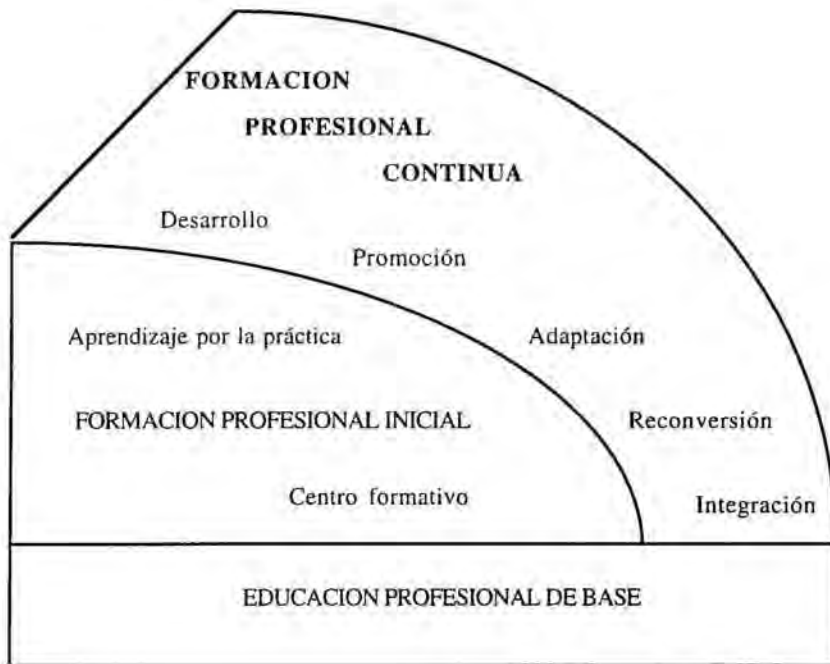 FORMACION
PROFESIONAL
CONTINUA
Desarrollo
Promoción
Aprendizaje por la práctica
Adaptación
FORMACION PROFESIONAL INICIAL
Reconversión
Centro formativo
Integración
EDUCACION PROFESIONAL DE BASE